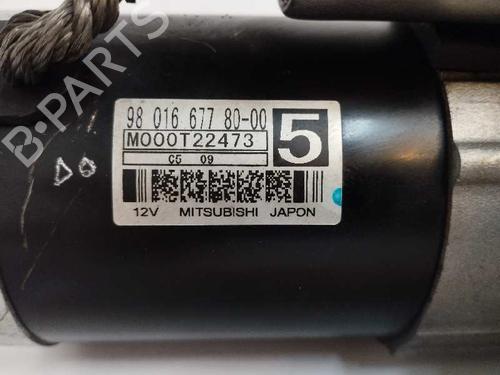 B-PARTS
98 016 677 80-00
5
M000T22473
C5 09
12V MITSUBISHI JAPON